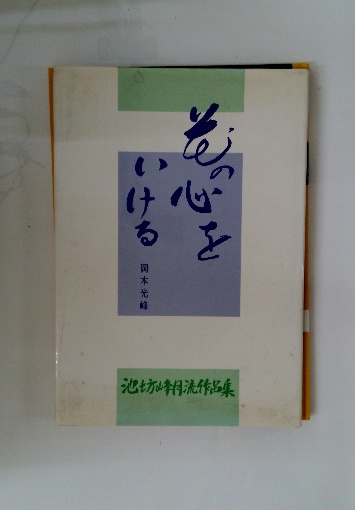 花の心を
いける
岡本光峰
池坊峰月流作品集